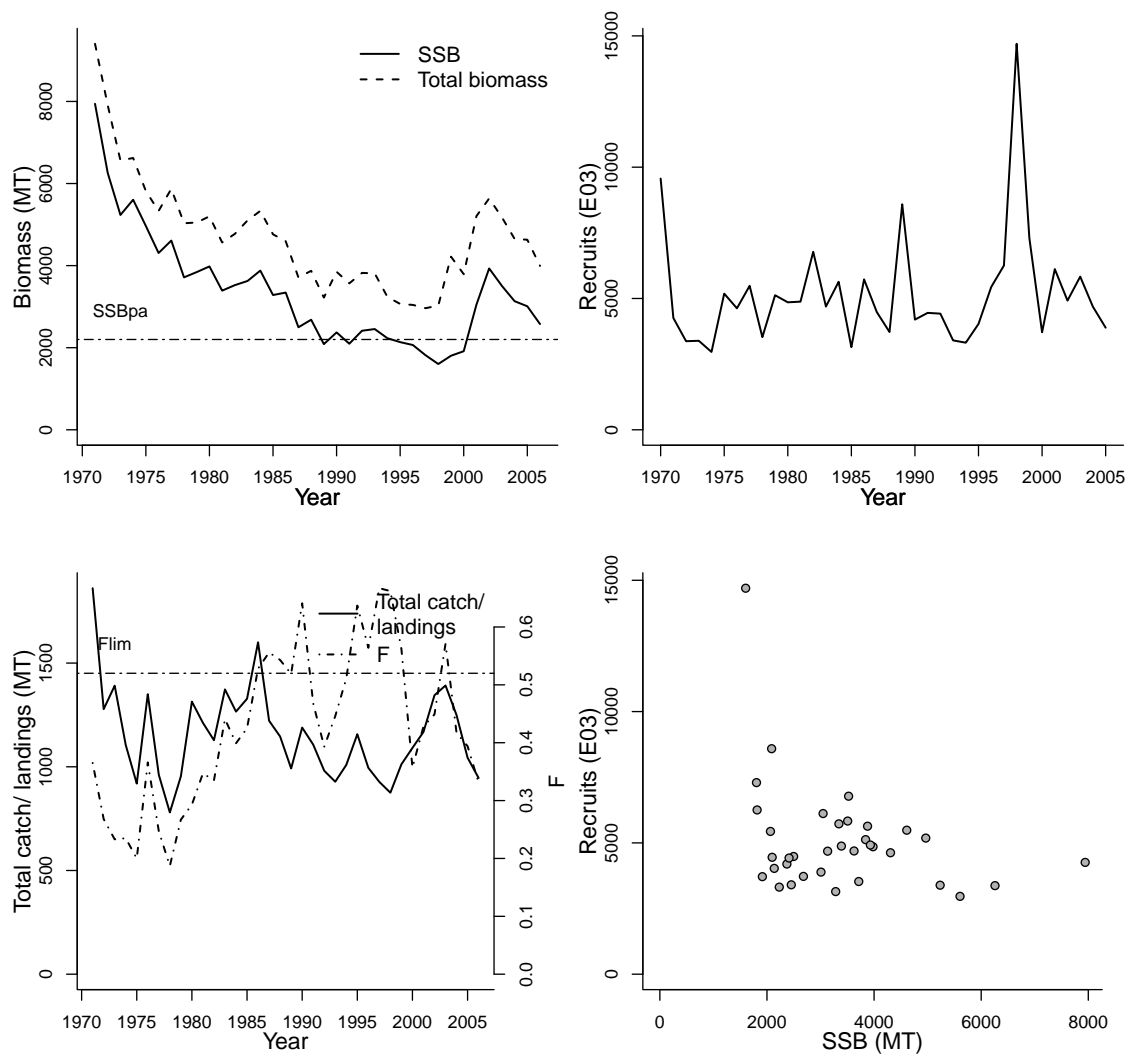 SSB
Total biomass
Biomass (MT)
8000
6000
4000
2000
0
SSBpa
1970 1975 1980 1985 1990 1995 2000 2005
Year
Recruits (E03)
15000
10000
5000
0
1970 1975 1980 1985 1990 1995 2000 2005
Year
Total catch/
landings
F
Flim
Total catch/ landings (MT)
1500
1000
500
0
0.6
0.5
0.4
0.3
0.2
0.1
0.0
F
1970 1975 1980 1985 1990 1995 2000 2005
Year
Recruits (E03)
15000
10000
5000
0
0 2000 4000 6000 8000
SSB (MT)